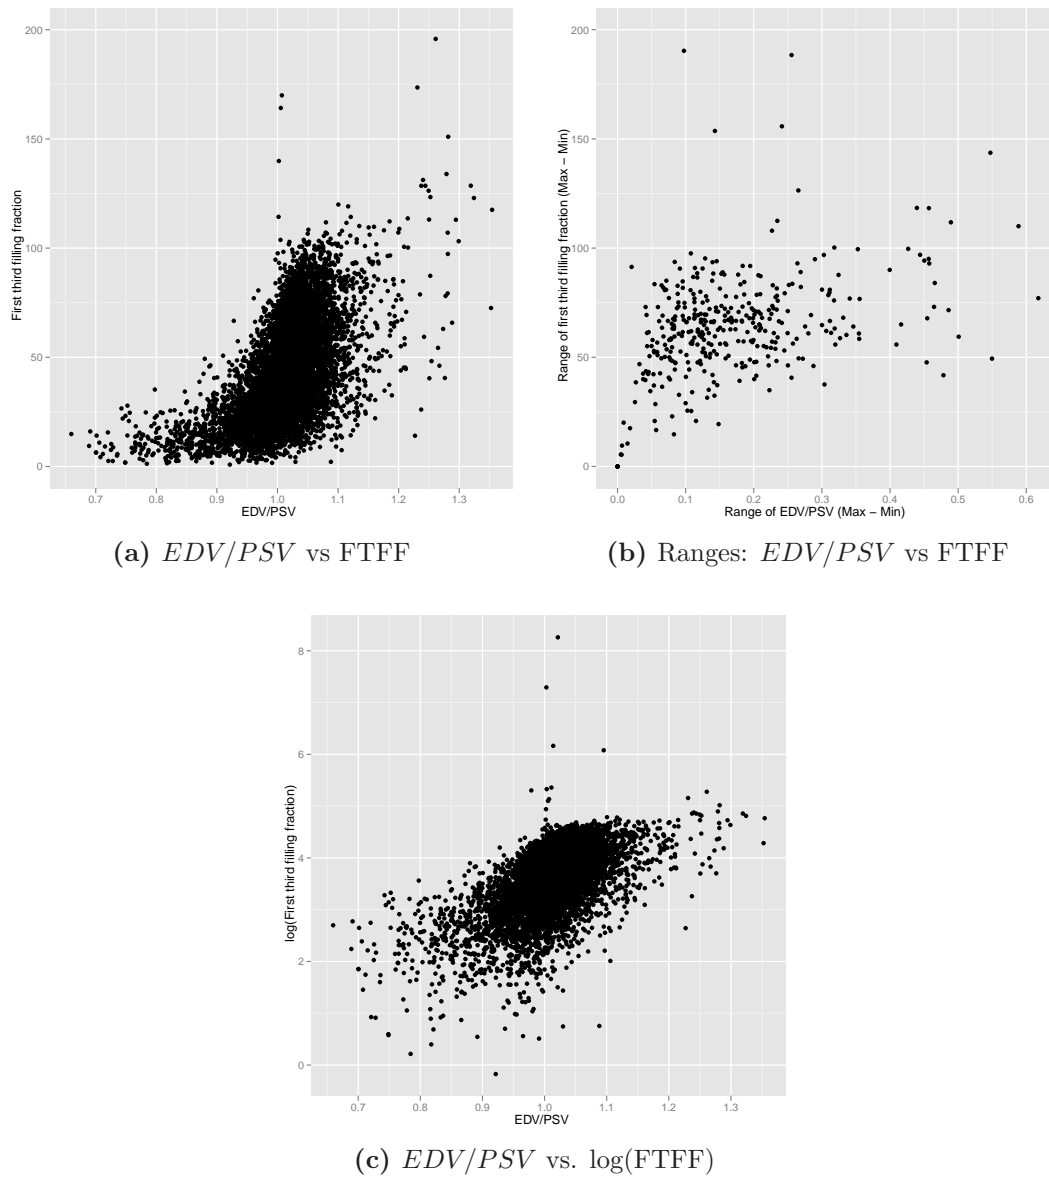 200
150
100
50
0
First third filling fraction
0.7 0.8 0.9 1.0 1.1 1.2 1.3
EDV/PSV
(a) EDV/PSV vs FTFF
200
150
100
50
0
Range of first third filling fraction (Max − Min)
0.0 0.1 0.2 0.3 0.4 0.5 0.6
Range of EDV/PSV (Max − Min)
(b) Ranges: EDV/PSV vs FTFF
8
6
4
2
0
log(First third filling fraction)
0.7 0.8 0.9 1.0 1.1 1.2 1.3
EDV/PSV
(c) EDV/PSV vs. log(FTFF)